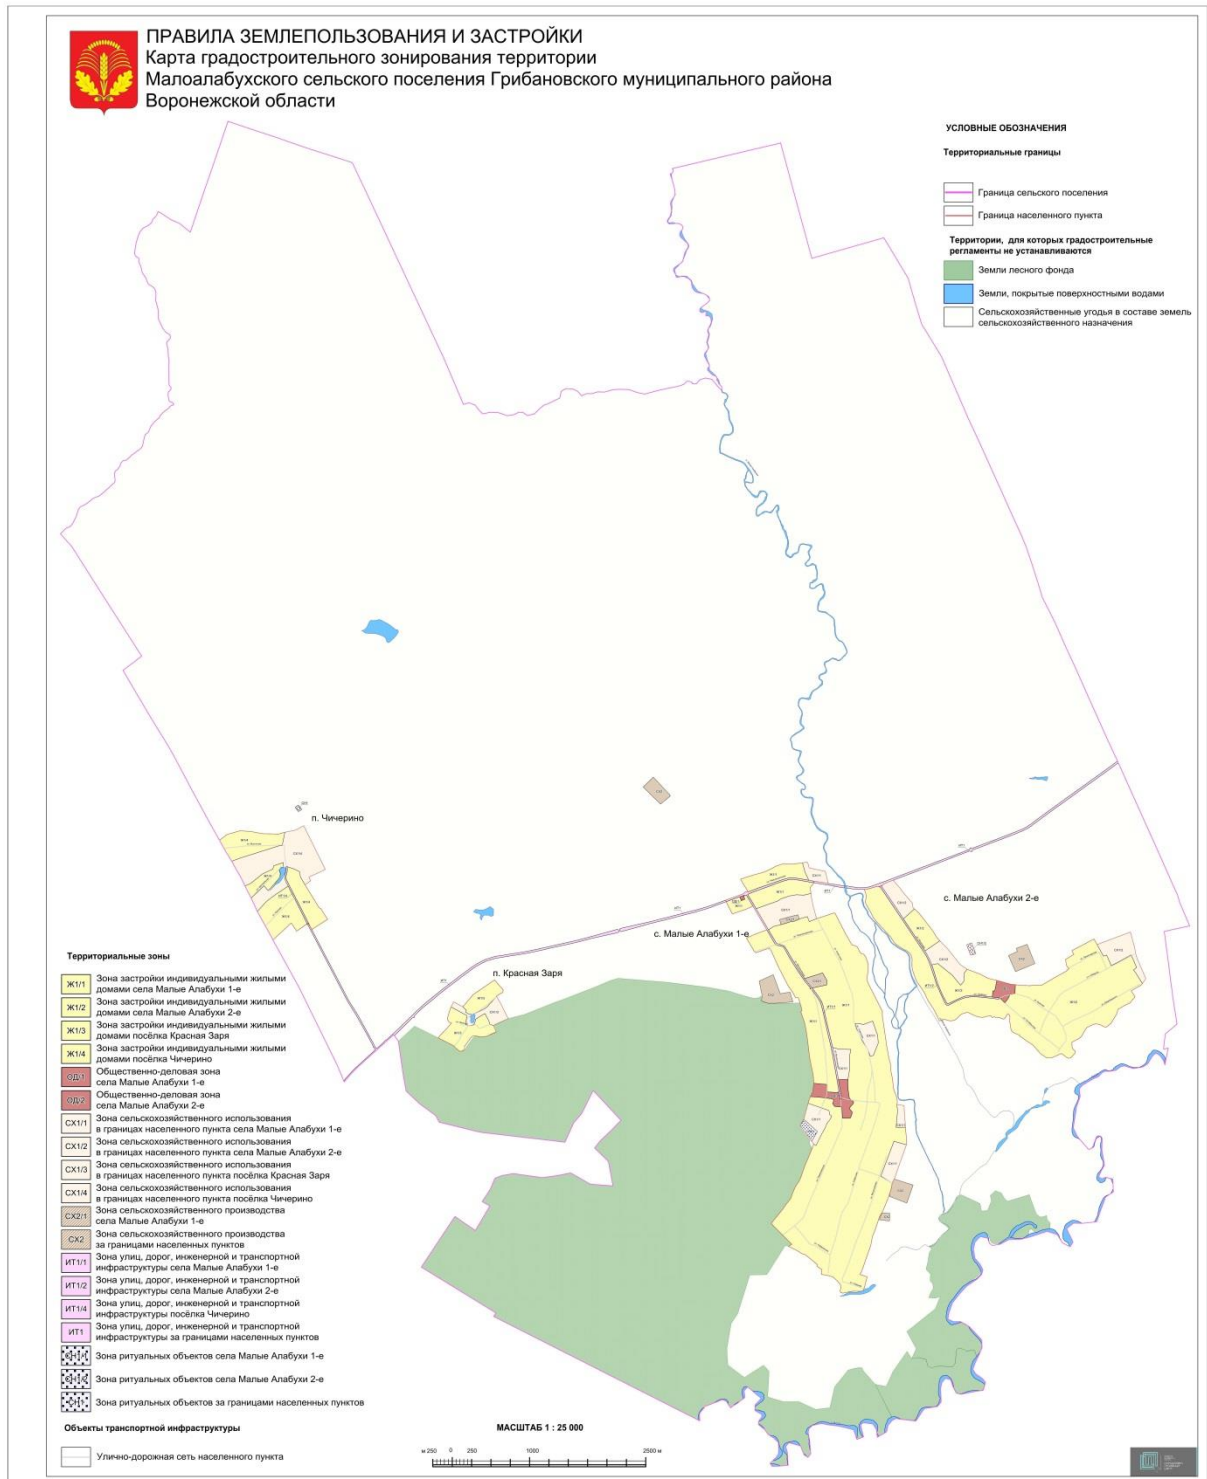 ПРАВИЛА ЗЕМЛЕПОЛЬЗОВАНИЯ И ЗАСТРОЙКИ
Карта градостроительного зонирования территории
Малоалабухского сельского поселения Грибановского муниципального района
Воронежской области
УСЛОВНЫЕ ОБОЗНАЧЕНИЯ
Территориальные границы
Граница сельского поселения
Граница населенного пункта
Территории, для которых градостроительные
регламенты не устанавливаются
Земли лесного фонда
Земли, покрытые поверхностными водами
Сельскохозяйственные угодья в составе земель
сельскохозяйственного назначения
п. Чичерино
с. Малые Алабухи 2-е
с. Малые Алабухи 1-е
п. Красная Заря
Территориальные зоны
Ж1/1 Зона застройки индивидуальными жилыми
домами села Малые Алабухи 1-е
Ж1/2 Зона застройки индивидуальными жилыми
домами села Малые Алабухи 2-е
Ж1/3 Зона застройки индивидуальными жилыми
домами посёлка Красная Заря
Ж1/4 Зона застройки индивидуальными жилыми
домами посёлка Чичерино
ОД/1 Общественно-деловая зона
села Малые Алабухи 1-е
ОД/2 Общественно-деловая зона
села Малые Алабухи 2-е
СХ1/1 Зона сельскохозяйственного использования
в границах населенного пункта села Малые Алабухи 1-е
СХ1/2 Зона сельскохозяйственного использования
в границах населенного пункта села Малые Алабухи 2-е
СХ1/3 Зона сельскохозяйственного использования
в границах населенного пункта посёлка Красная Заря
СХ1/4 Зона сельскохозяйственного использования
в границах населенного пункта посёлка Чичерино
СХ2/1 Зона сельскохозяйственного производства
села Малые Алабухи 1-е
СХ2 Зона сельскохозяйственного производства
за границами населенных пунктов
ИТ1/1 Зона улиц, дорог, инженерной и транспортной
инфраструктуры села Малые Алабухи 1-е
ИТ1/2 Зона улиц, дорог, инженерной и транспортной
инфраструктуры села Малые Алабухи 2-е
ИТ1/4 Зона улиц, дорог, инженерной и транспортной
инфраструктуры посёлка Чичерино
ИТ1 Зона улиц, дорог, инженерной и транспортной
инфраструктуры за границами населенных пунктов
Зона ритуальных объектов села Малые Алабухи 1-е
Зона ритуальных объектов села Малые Алабухи 2-е
Зона ритуальных объектов за границами населенных пунктов
Объекты транспортной инфраструктуры
Улично-дорожная сеть населенного пункта
МАСШТАБ 1 : 25 000
м 250 0 250 1000 2500 м